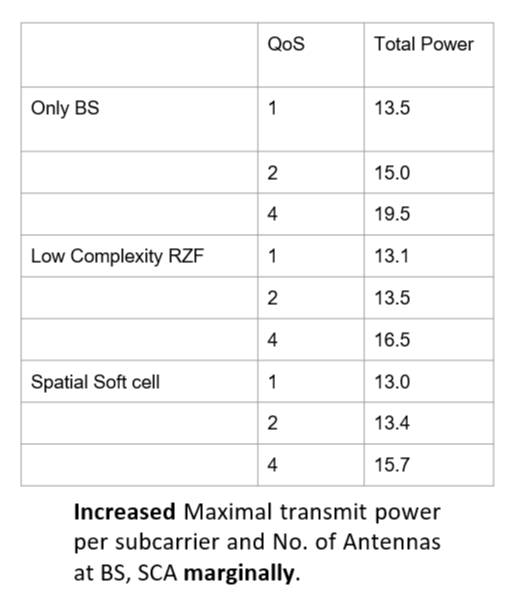 QoS Total Power
Only BS 1 13.5
2 15.0
4 19.5
Low Complexity RZF 1 13.1
2 13.5
4 16.5
Spatial Soft cell 1 13.0
2 13.4
4 15.7
Increased Maximal transmit power
per subcarrier and No. of Antennas
at BS, SCA marginally.